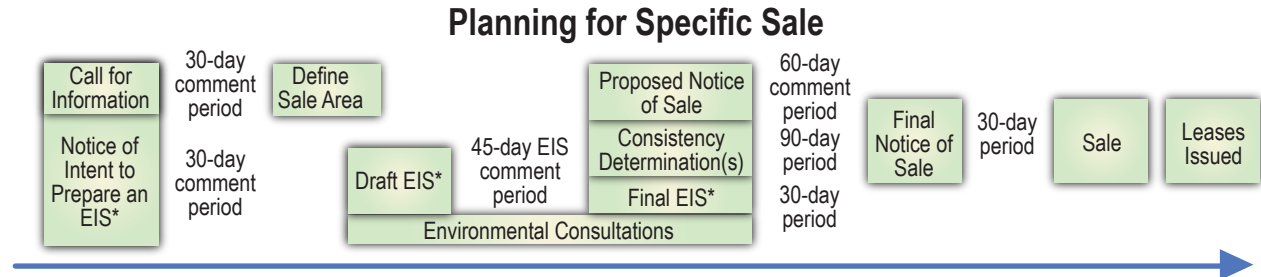 Planning for Specific Sale
Call for
Information
30-day
comment
period
Define
Sale Area
Notice of
Intent to
Prepare an
EIS*
30-day
comment
period
Draft EIS*
45-day EIS
comment
period
Proposed Notice
of Sale
60-day
comment
period
Consistency
Determination(s)
90-day
period
Final EIS*
30-day
period
Environmental Consultations
Final
Notice of
Sale
30-day
period
Sale
Leases
Issued